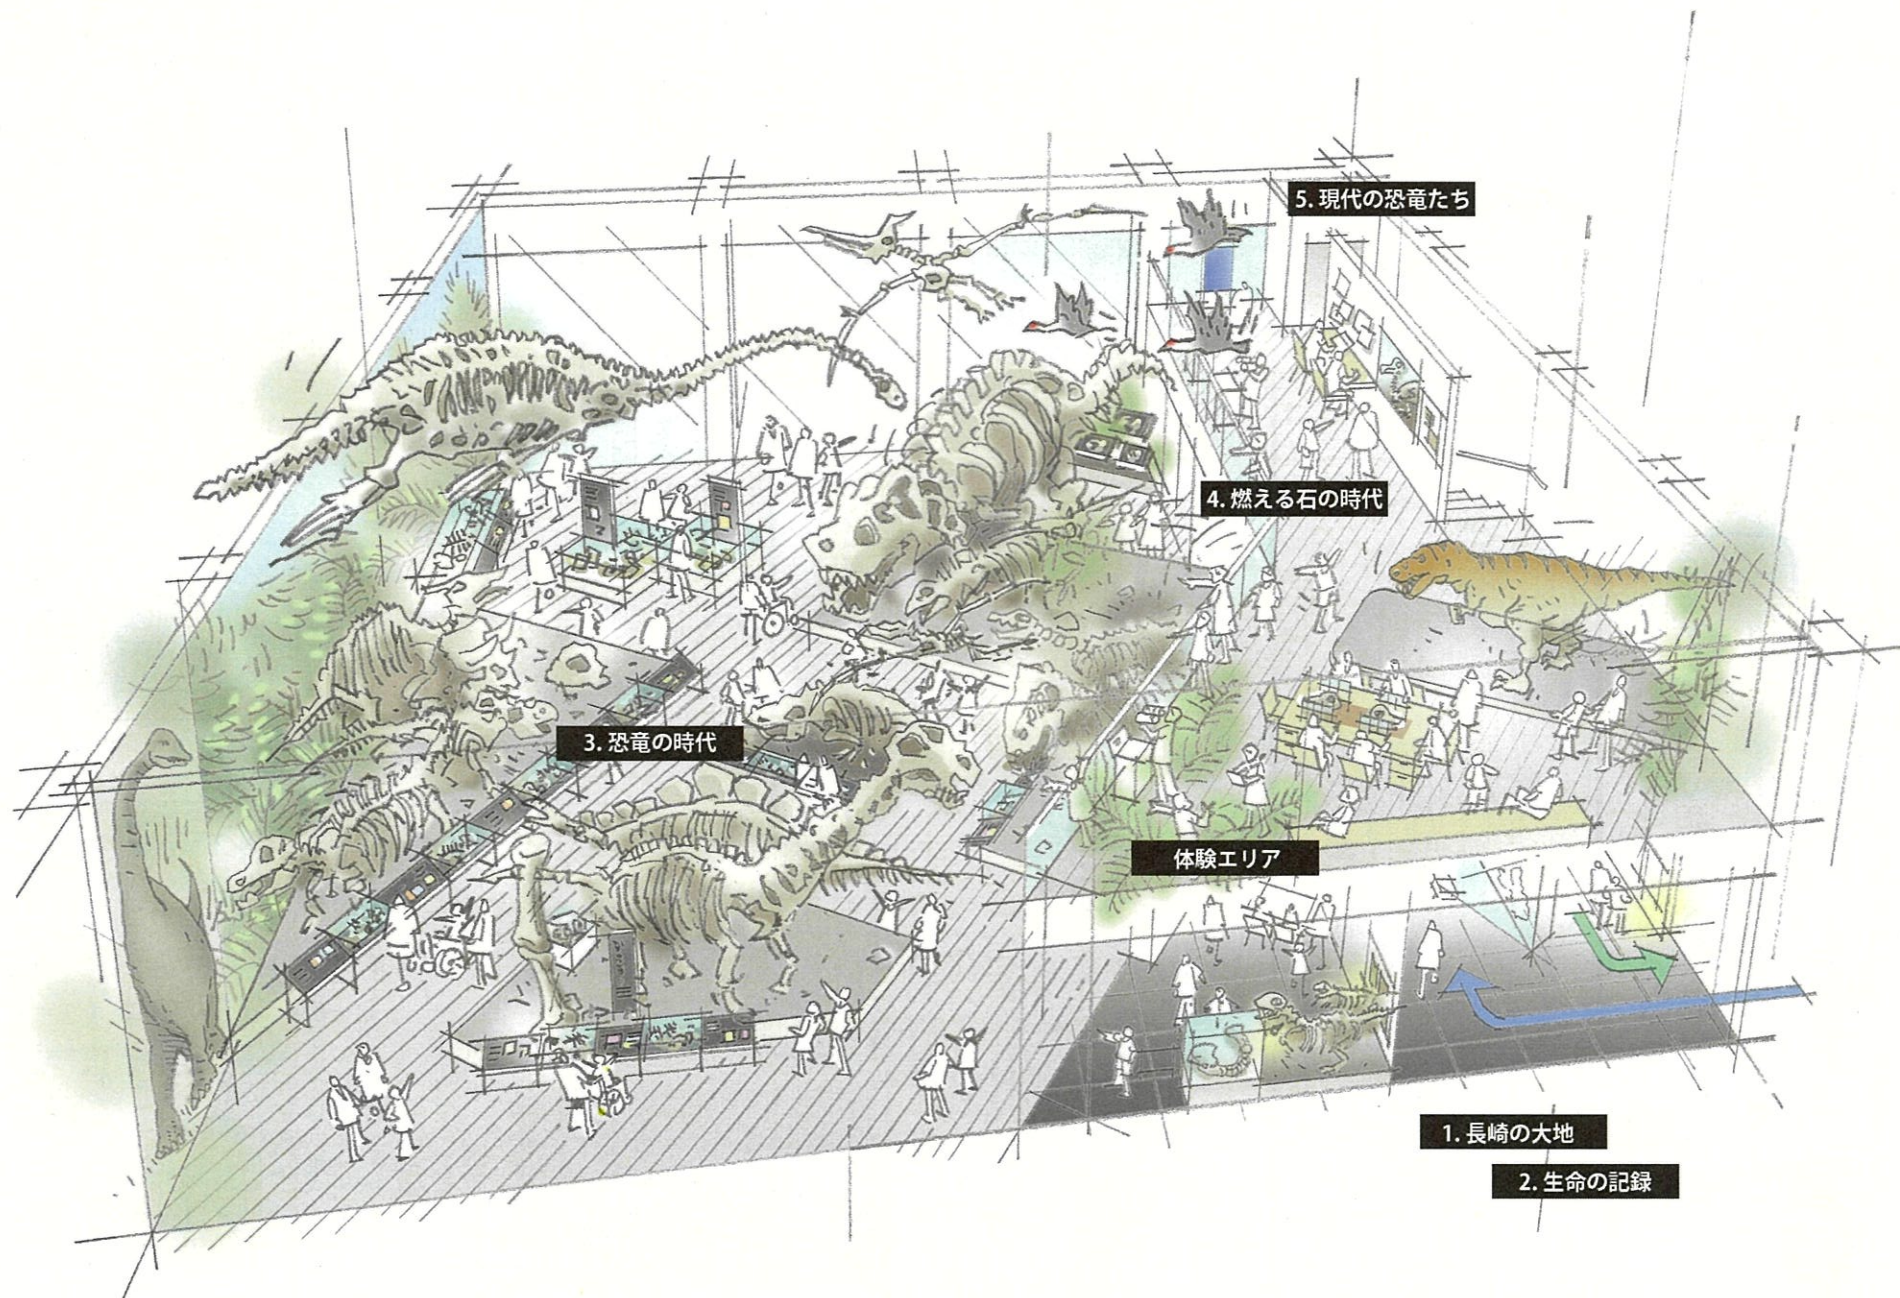 5. 現代の恐竜たち
4. 燃える石の時代
3. 恐竜の時代
体験エリア
1. 長崎の大地
2. 生命の記録